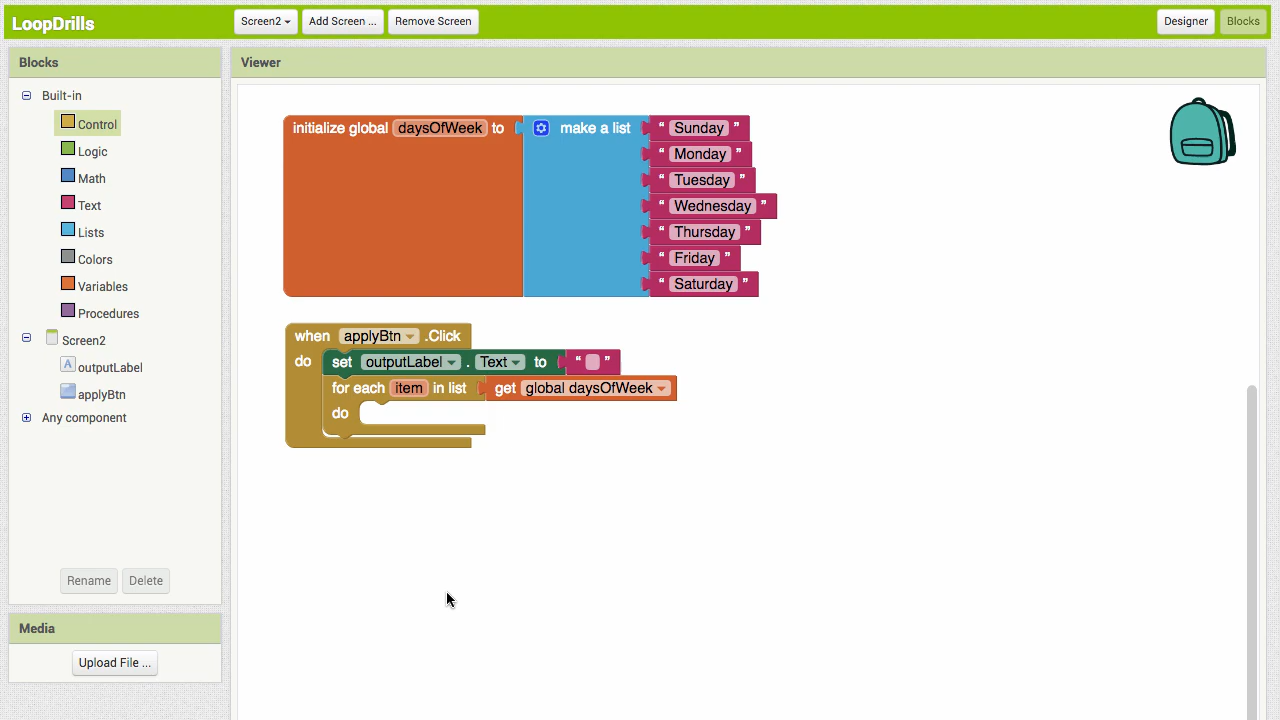 LoopDrills
Screen2
Add Screen ...
Remove Screen
Designer
Blocks
Blocks
Built-in
Control
Logic
Math
Text
Lists
Colors
Variables
Procedures
Screen2
outputLabel
A
applyBtn
Any component
Rename
Delete
Media
Upload File ...
Viewer
initialize global daysOfWeek to make a list “ Sunday ”
“ Monday ”
“ Tuesday ”
“ Wednesday ”
“ Thursday ”
“ Friday ”
“ Saturday ”
when applyBtn .Click
do set outputLabel . Text to “ ”
for each item in list get global daysOfWeek
do